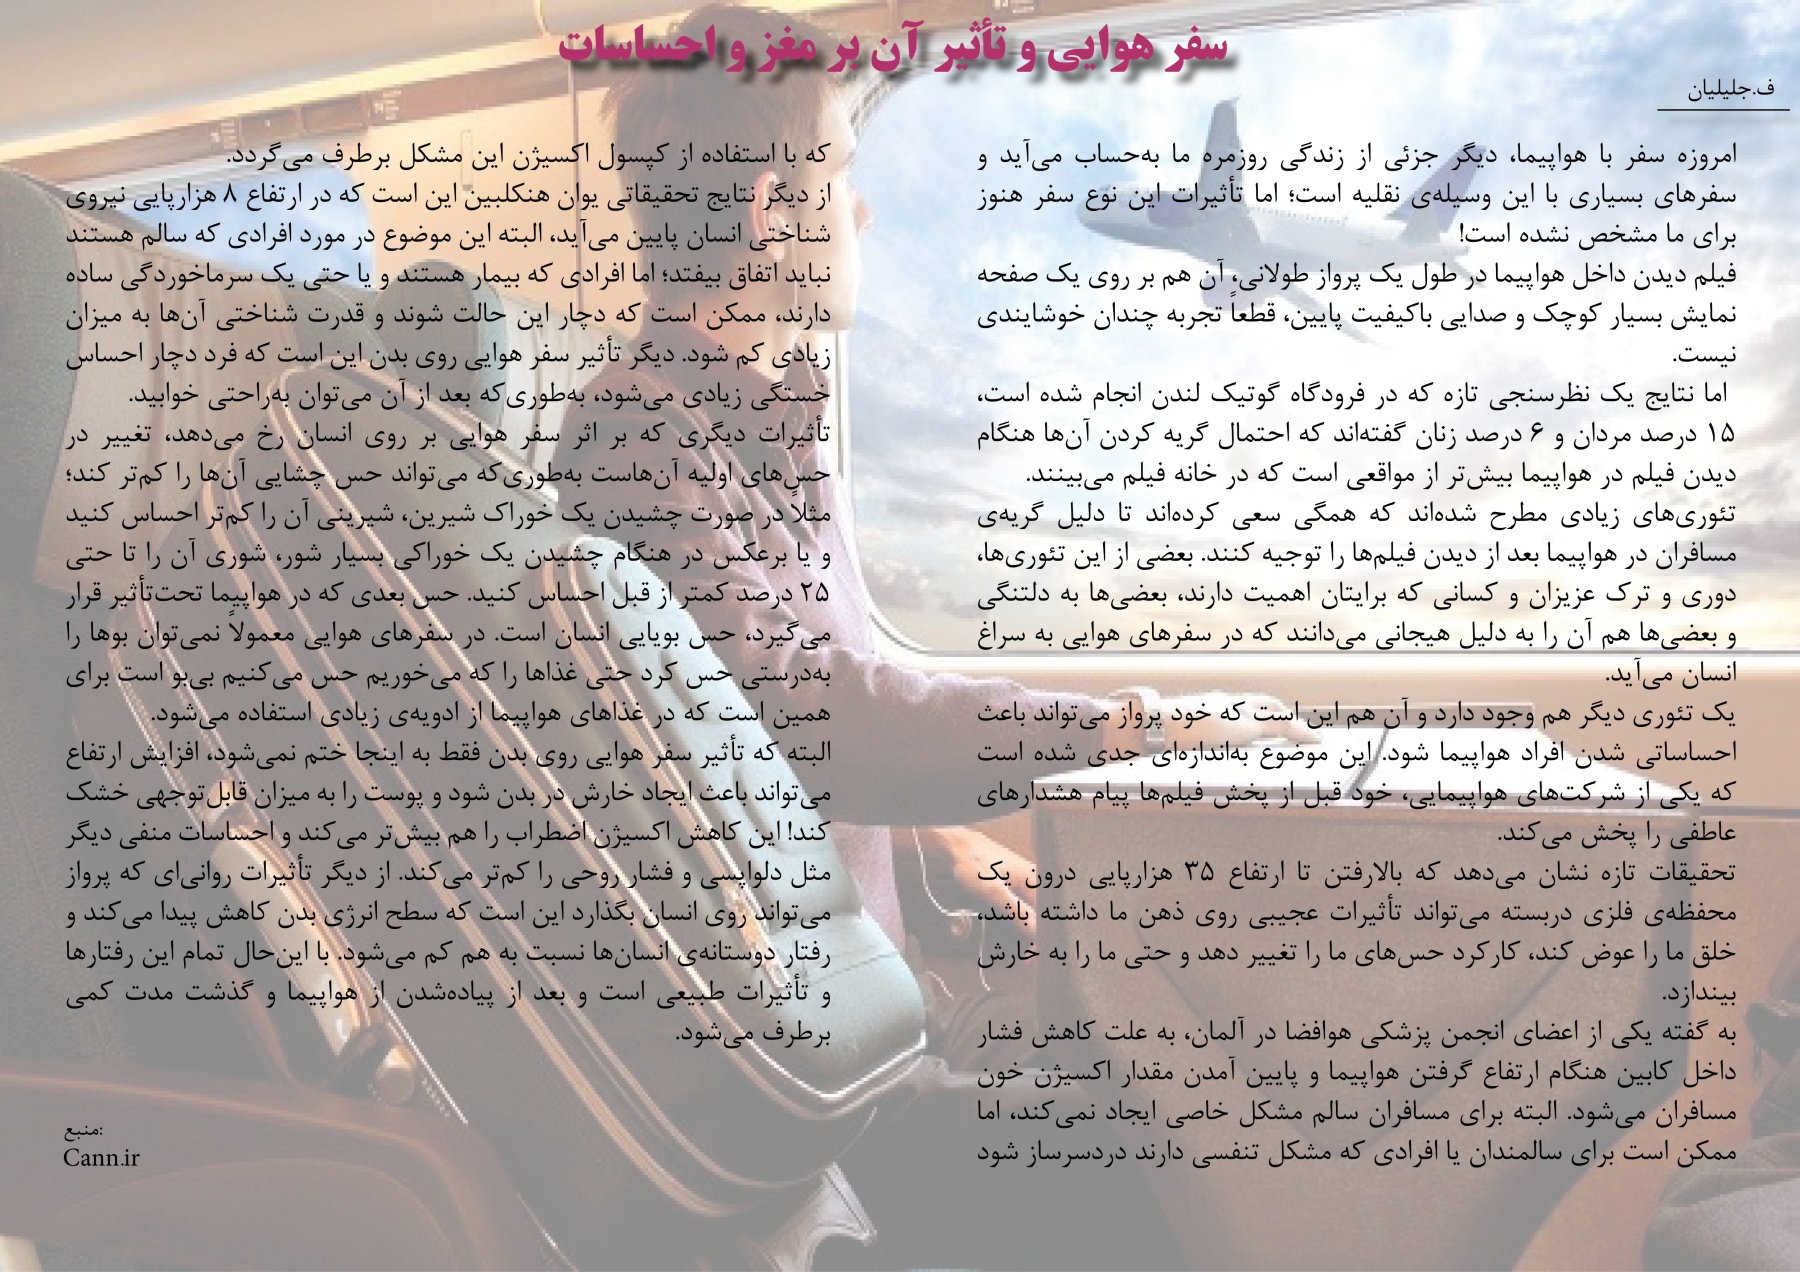 سفر هوایی و تأثیر آن بر مغز و احساسات
ف.جلیلیان
امروزه سفر با هواپیما، دیگر جزئی از زندگی روزمره ما به‌حساب می‌آید و
سفرهای بسیاری با این وسیله‌ی نقلیه است؛ اما تأثیرات این نوع سفر هنوز
برای ما مشخص نشده است!
فیلم دیدن داخل هواپیما در طول یک پرواز طولانی، آن هم بر روی یک صفحه
نمایش بسیار کوچک و صدایی باکیفیت پایین، قطعاً تجربه چندان خوشایندی
نیست.
اما نتایج یک نظرسنجی تازه که در فرودگاه گوتیک لندن انجام شده است،
۱۵ درصد مردان و ۶ درصد زنان گفته‌اند که احتمال گریه کردن آن‌ها هنگام
دیدن فیلم در هواپیما بیش‌تر از مواقعی است که در خانه فیلم می‌بینند.
تئوری‌های زیادی مطرح شده‌اند که همگی سعی کرده‌اند تا دلیل گریه‌ی
مسافران در هواپیما بعد از دیدن فیلم‌ها را توجیه کنند. بعضی از این تئوری‌ها،
دوری و ترک عزیزان و کسانی که برایتان اهمیت دارند، بعضی‌ها به دلتنگی
و بعضی‌ها هم آن را به دلیل هیجانی می‌دانند که در سفرهای هوایی به سراغ
انسان می‌آید.
یک تئوری دیگر هم وجود دارد و آن هم این است که خود پرواز می‌تواند باعث
احساساتی شدن افراد هواپیما شود. این موضوع به‌اندازه‌ای جدی شده است
که یکی از شرکت‌های هواپیمایی، خود قبل از پخش فیلم‌ها پیام هشدارهای
عاطفی را پخش می‌کند.
تحقیقات تازه نشان می‌دهد که بالارفتن تا ارتفاع ۳۵ هزارپایی درون یک
محفظه‌ی فلزی دربسته می‌تواند تأثیرات عجیبی روی ذهن ما داشته باشد،
خلق ما را عوض کند، کارکرد حس‌های ما را تغییر دهد و حتی ما را به خارش
بیندازد.
به گفته یکی از اعضای انجمن پزشکی هوافضا در آلمان، به علت کاهش فشار
داخل کابین هنگام ارتفاع گرفتن هواپیما و پایین آمدن مقدار اکسیژن خون
مسافران می‌شود. البته برای مسافران سالم مشکل خاصی ایجاد نمی‌کند، اما
ممکن است برای سالمندان یا افرادی که مشکل تنفسی دارند دردسرساز شود
که با استفاده از کپسول اکسیژن این مشکل برطرف می‌گردد.
از دیگر نتایج تحقیقاتی یوان هنکلبین این است که در ارتفاع ۸ هزارپایی نیروی
شناختی انسان پایین می‌آید، البته این موضوع در مورد افرادی که سالم هستند
نباید اتفاق بیفتد؛ اما افرادی که بیمار هستند و یا حتی یک سرماخوردگی ساده
دارند، ممکن است که دچار این حالت شوند و قدرت شناختی آن‌ها به میزان
زیادی کم شود. دیگر تأثیر سفر هوایی روی بدن این است که فرد دچار احساس
خستگی زیادی می‌شود، به‌طوری‌که بعد از آن می‌توان به‌راحتی خوابید.
تأثیرات دیگری که بر اثر سفر هوایی بر روی انسان رخ می‌دهد، تغییر در
حس‌های اولیه آن‌هاست به‌طوری‌که می‌تواند حس چشایی آن‌ها را کم‌تر کند؛
مثلاً در صورت چشیدن یک خوراک شیرین، شیرینی آن را کم‌تر احساس کنید
و یا برعکس در هنگام چشیدن یک خوراکی بسیار شور، شوری آن را تا حتی
۲۵ درصد کمتر از قبل احساس کنید. حس بعدی که در هواپیما تحت‌تأثیر قرار
می‌گیرد، حس بویایی انسان است. در سفرهای هوایی معمولاً نمی‌توان بوها را
به‌درستی حس کرد حتی غذاها را که می‌خوریم حس می‌کنیم بی‌بو است برای
همین است که در غذاهای هواپیما از ادویه‌ی زیادی استفاده می‌شود.
البته که تأثیر سفر هوایی روی بدن فقط به اینجا ختم نمی‌شود، افزایش ارتفاع
می‌تواند باعث ایجاد خارش در بدن شود و پوست را به میزان قابل‌توجهی خشک
کند! این کاهش اکسیژن اضطراب را هم بیش‌تر می‌کند و احساسات منفی دیگر
مثل دلواپسی و فشار روحی را کم‌تر می‌کند. از دیگر تأثیرات روانی‌ای که پرواز
می‌تواند روی انسان بگذارد این است که سطح انرژی بدن کاهش پیدا می‌کند و
رفتار دوستانه‌ی انسان‌ها نسبت به هم کم می‌شود. با این‌حال تمام این رفتارها
و تأثیرات طبیعی است و بعد از پیاده‌شدن از هواپیما و گذشت مدت کمی
برطرف می‌شود.
منبع:
Cann.ir